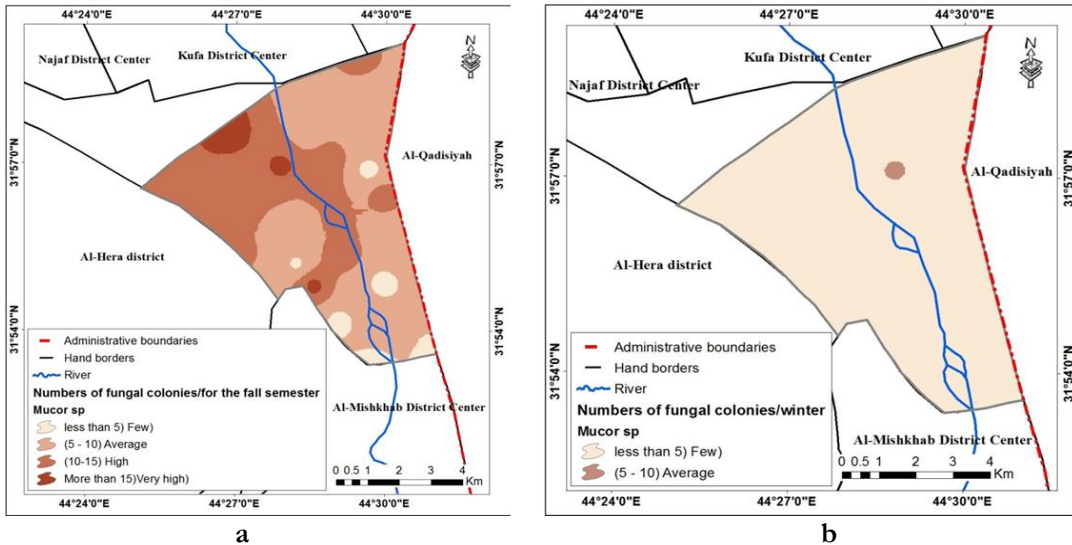 44°24'0"E 44°27'0"E 44°30'0"E
N
Najaf District Center
Kufa District Center
Al-Qadisiyah
Al-Hera district
Al-Mishkhab District Center
31°57'0"N
31°54'0"N
31°57'0"N
31°54'0"N
Administrative boundaries
Hand borders
River
Numbers of fungal colonies/for the fall semester
Mucor sp
less than 5) Few)
(5 - 10) Average
(10-15) High
More than 15)Very high)
0 0.5 1 2 3 4
Km
44°24'0"E 44°27'0"E 44°30'0"E
a
44°24'0"E 44°27'0"E 44°30'0"E
N
Kufa District Center
Najaf District Center
Al-Qadisiyah
Al-Hera district
Al-Mishkhab District Center
31°57'0"N
31°54'0"N
31°57'0"N
31°54'0"N
Administrative boundaries
Hand borders
River
Numbers of fungal colonies/winter
Mucor sp
less than 5) Few)
(5 - 10) Average
0 0.5 1 2 3 4
Km
44°24'0"E 44°27'0"E 44°30'0"E
b